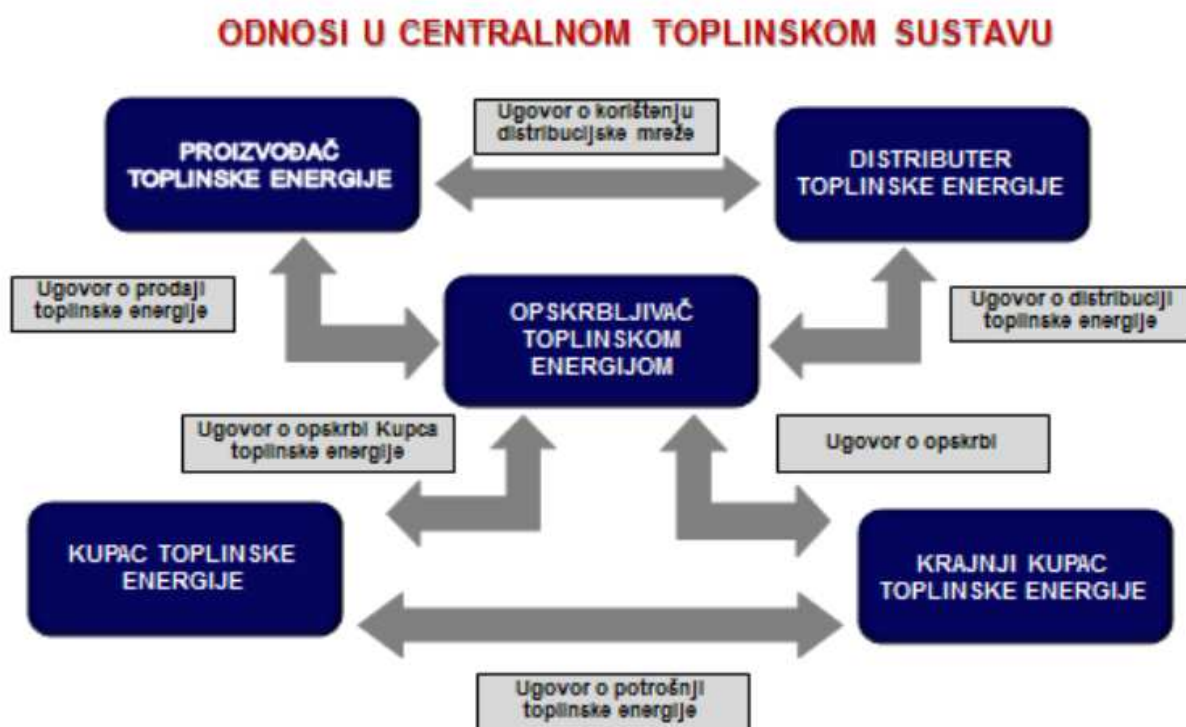 ODNOSI U CENTRALNOM TOPLINSKOM SUSTAVU
Ugovor o korištenju
distribucijske mreže
PROIZVOĐAČ
TOPLINSKE ENERGIJE
DISTRIBUTER
TOPLINSKE ENERGIJE
Ugovor o prodaji
toplinske energije
OPSKRBLJIVAČ
TOPLINSKOM
ENERGIJOM
Ugovor o distribuciji
toplinske energije
Ugovor o opskrbi Kupca
toplinske energije
Ugovor o opskrbi
KUPAC TOPLINSKE
ENERGIJE
KRAJNJI KUPAC
TOPLINSKE ENERGIJE
Ugovor o potrošnji
toplinske energije